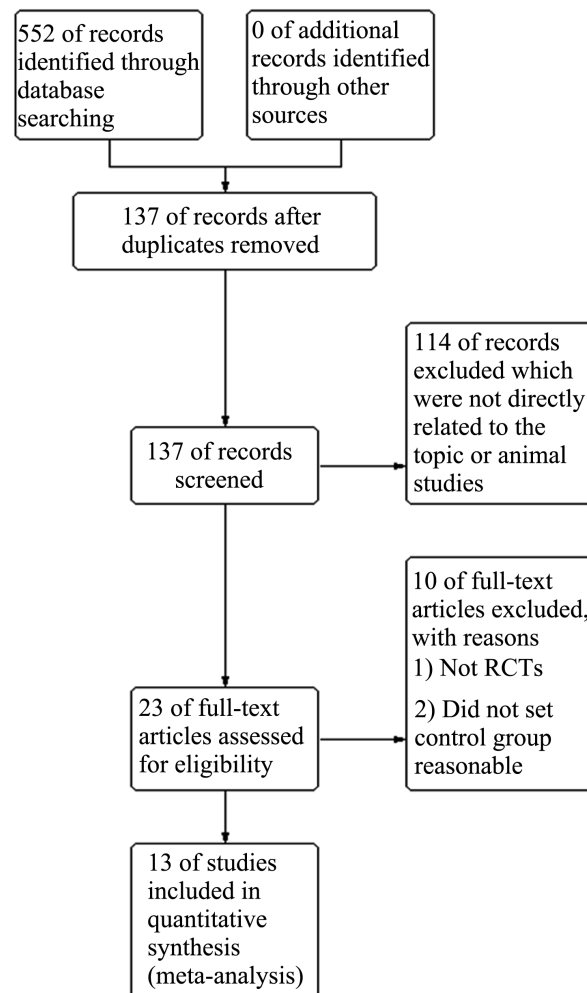 552 of records
identified through
database
searching
0 of additional
records identified
through other
sources
137 of records after
duplicates removed
114 of records
excluded which
were not directly
related to the
topic or animal
studies
137 of records
screened
10 of full-text
articles excluded,
with reasons
1) Not RCTs
2) Did not set
control group
reasonable
23 of full-text
articles assessed
for eligibility
13 of studies
included in
quantitative
synthesis
(meta-analysis)